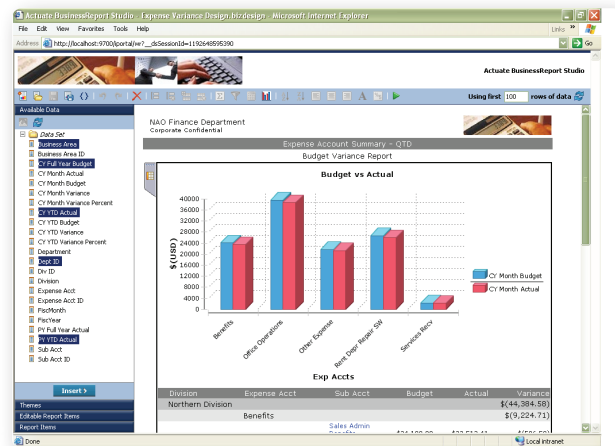 Actuate BusinessReport Studio - Expense Variance Design.bizdesign - Microsoft Internet Explorer
File Edit View Favorites Tools Help Links »
Address http://localhost:9700/iportal/wr?__dsSessionId=1192648595390 Go
Actuate BusinessReport Studio
Using first 100 rows of data
Available Data
Data Set
Business Area
Business Area ID
CY Full Year Budget
CY Month Actual
CY Month Budget
CY Month Variance
CY Month Variance Percent
CY YTD Actual
CY YTD Budget
CY YTD Variance
CY YTD Variance Percent
Department
Dept ID
Div ID
Division
Expense Acct
Expense Acct ID
FiscMonth
FiscYear
PY Full Year Actual
PY YTD Actual
Sub Acct
Sub Acct ID
Insert >
Themes
Editable Report Items
Report Items
NAO Finance Department
Corporate Confidential
Expense Account Summary - QTD
Budget Variance Report
Budget vs Actual
$(USD)
40000
36000
32000
28000
24000
20000
16000
12000
8000
4000
0
Benefits
Office Operations
Other Expense
Rent Depr Repair SW
Services Recv
Exp Accts
CY Month Budget
CY Month Actual
Division Expense Acct Sub Acct Budget Actual Variance
Northern Division $(44,384.58)
Benefits $(9,224.71)
Sales Admin
Done Local intranet